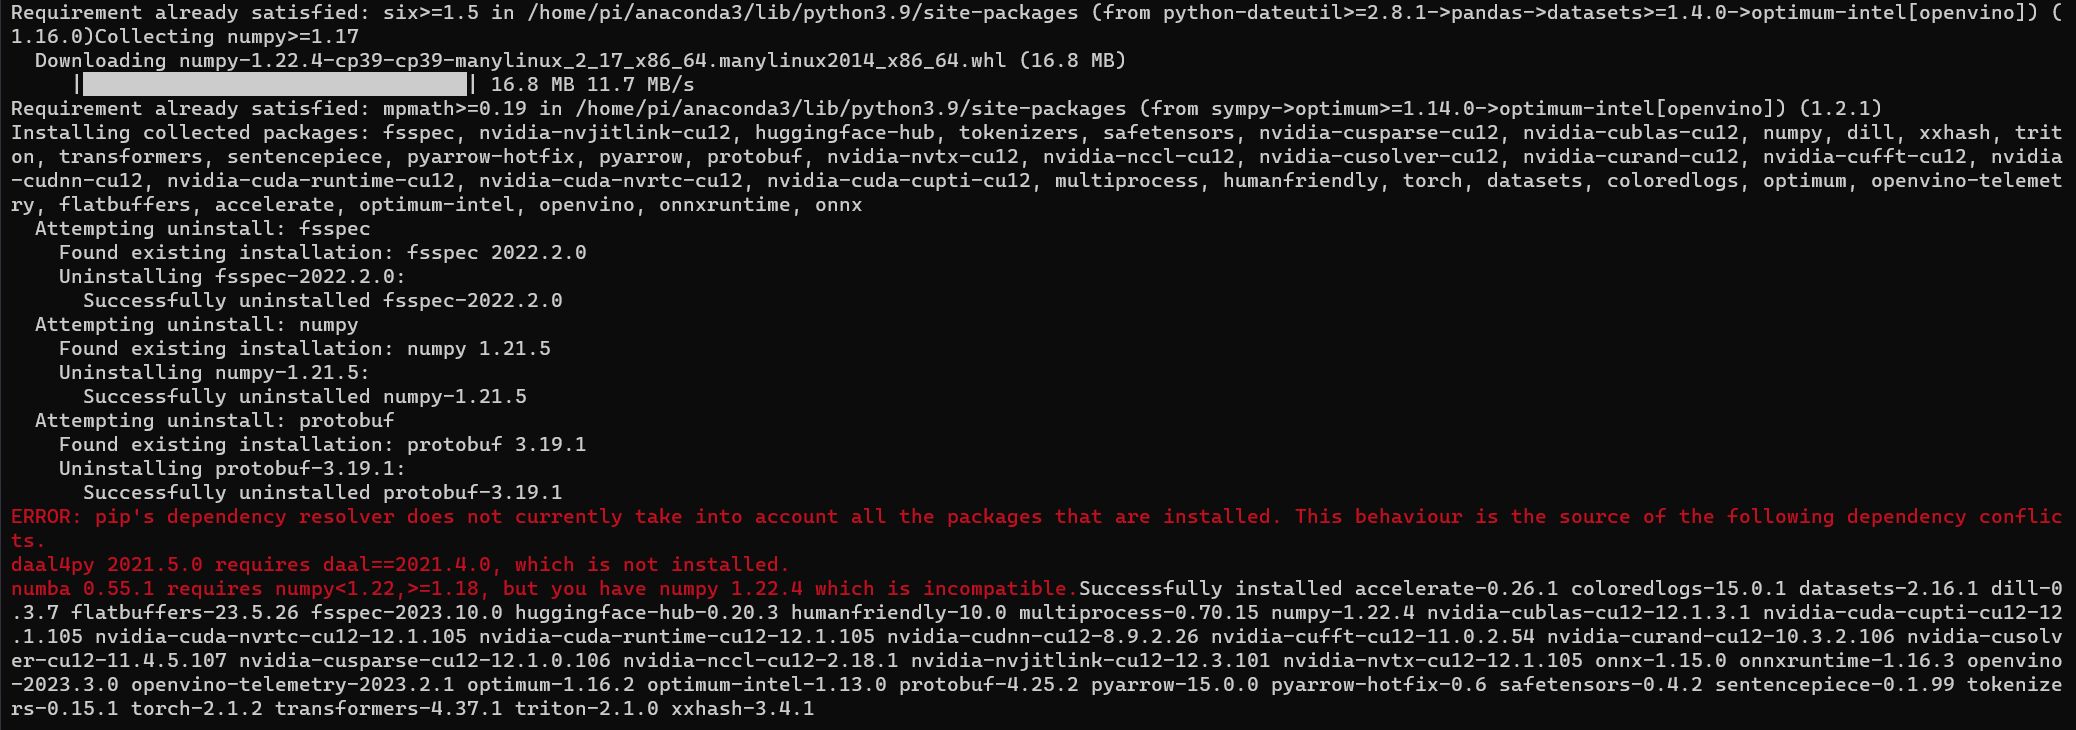 Requirement already satisfied: six>=1.5 in /home/pi/anaconda3/lib/python3.9/site-packages (from python-dateutil>=2.8.1->pandas->datasets>=1.4.0->optimum-intel[openvino]) (
1.16.0)Collecting numpy>=1.17
  Downloading numpy-1.22.4-cp39-cp39-manylinux_2_17_x86_64.manylinux2014_x86_64.whl (16.8 MB)
     |████████████████████████████████| 16.8 MB 11.7 MB/s
Requirement already satisfied: mpmath>=0.19 in /home/pi/anaconda3/lib/python3.9/site-packages (from sympy->optimum>=1.14.0->optimum-intel[openvino]) (1.2.1)
Installing collected packages: fsspec, nvidia-nvjitlink-cu12, huggingface-hub, tokenizers, safetensors, nvidia-cusparse-cu12, nvidia-cublas-cu12, numpy, dill, xxhash, trit
on, transformers, sentencepiece, pyarrow-hotfix, pyarrow, protobuf, nvidia-nvtx-cu12, nvidia-nccl-cu12, nvidia-cusolver-cu12, nvidia-curand-cu12, nvidia-cufft-cu12, nvidia
-cudnn-cu12, nvidia-cuda-runtime-cu12, nvidia-cuda-nvrtc-cu12, nvidia-cuda-cupti-cu12, multiprocess, humanfriendly, torch, datasets, coloredlogs, optimum, openvino-telemet
ry, flatbuffers, accelerate, optimum-intel, openvino, onnxruntime, onnx
  Attempting uninstall: fsspec
    Found existing installation: fsspec 2022.2.0
    Uninstalling fsspec-2022.2.0:
      Successfully uninstalled fsspec-2022.2.0
  Attempting uninstall: numpy
    Found existing installation: numpy 1.21.5
    Uninstalling numpy-1.21.5:
      Successfully uninstalled numpy-1.21.5
  Attempting uninstall: protobuf
    Found existing installation: protobuf 3.19.1
    Uninstalling protobuf-3.19.1:
      Successfully uninstalled protobuf-3.19.1
ERROR: pip's dependency resolver does not currently take into account all the packages that are installed. This behaviour is the source of the following dependency conflic
ts.
daal4py 2021.5.0 requires daal==2021.4.0, which is not installed.
numba 0.55.1 requires numpy<1.22,>=1.18, but you have numpy 1.22.4 which is incompatible.Successfully installed accelerate-0.26.1 coloredlogs-15.0.1 datasets-2.16.1 dill-0
.3.7 flatbuffers-23.5.26 fsspec-2023.10.0 huggingface-hub-0.20.3 humanfriendly-10.0 multiprocess-0.70.15 numpy-1.22.4 nvidia-cublas-cu12-12.1.3.1 nvidia-cuda-cupti-cu12-12
.1.105 nvidia-cuda-nvrtc-cu12-12.1.105 nvidia-cuda-runtime-cu12-12.1.105 nvidia-cudnn-cu12-8.9.2.26 nvidia-cufft-cu12-11.0.2.54 nvidia-curand-cu12-10.3.2.106 nvidia-cusolv
er-cu12-11.4.5.107 nvidia-cusparse-cu12-12.1.0.106 nvidia-nccl-cu12-2.18.1 nvidia-nvjitlink-cu12-12.3.101 nvidia-nvtx-cu12-12.1.105 onnx-1.15.0 onnxruntime-1.16.3 openvino
-2023.3.0 openvino-telemetry-2023.2.1 optimum-1.16.2 optimum-intel-1.13.0 protobuf-4.25.2 pyarrow-15.0.0 pyarrow-hotfix-0.6 safetensors-0.4.2 sentencepiece-0.1.99 tokenize
rs-0.15.1 torch-2.1.2 transformers-4.37.1 triton-2.1.0 xxhash-3.4.1